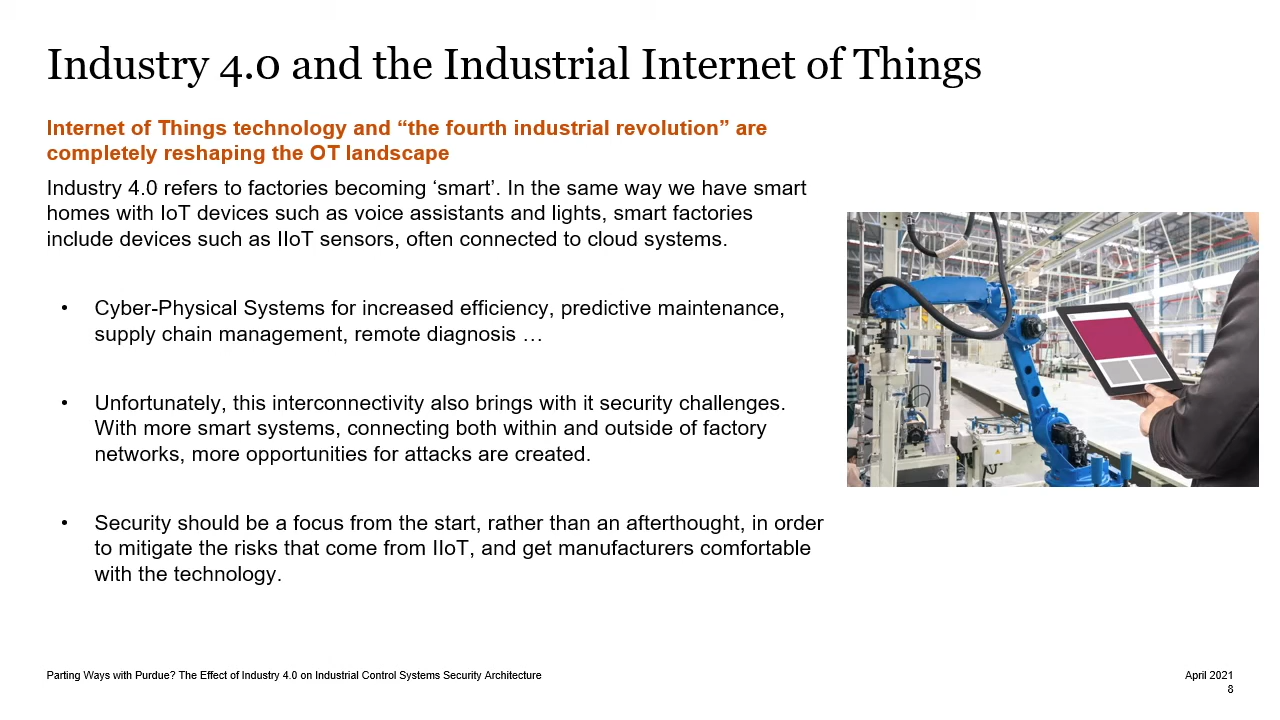 Industry 4.0 and the Industrial Internet of Things
Internet of Things technology and “the fourth industrial revolution” are
completely reshaping the OT landscape
Industry 4.0 refers to factories becoming ‘smart’. In the same way we have smart
homes with IoT devices such as voice assistants and lights, smart factories
include devices such as IIoT sensors, often connected to cloud systems.
• Cyber-Physical Systems for increased efficiency, predictive maintenance,
supply chain management, remote diagnosis …
• Unfortunately, this interconnectivity also brings with it security challenges.
With more smart systems, connecting both within and outside of factory
networks, more opportunities for attacks are created.
• Security should be a focus from the start, rather than an afterthought, in order
to mitigate the risks that come from IIoT, and get manufacturers comfortable
with the technology.
Parting Ways with Purdue? The Effect of Industry 4.0 on Industrial Control Systems Security Architecture
April 2021
8